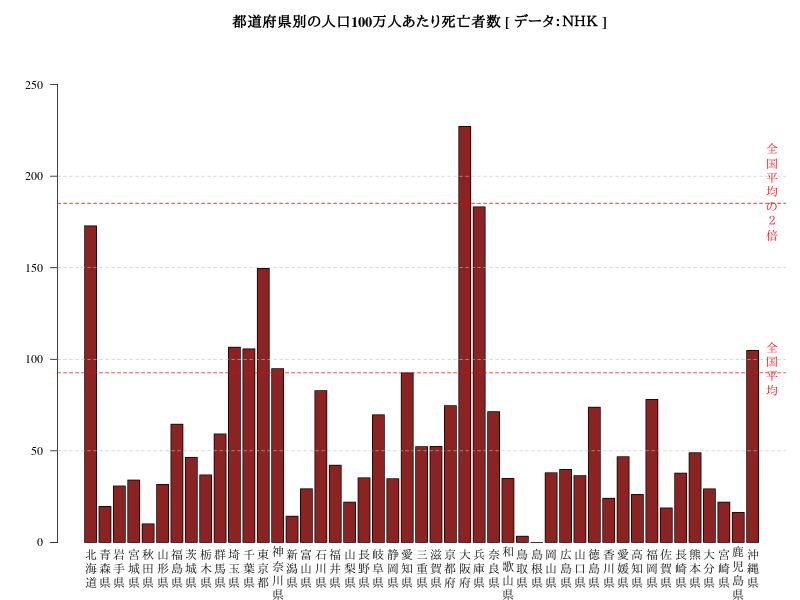 都道府県別の人口100万人あたり死亡者数 [ データ：ＮＨＫ ]
250
200
150
100
50
0
全国平均の２倍
全国平均
北海道
青森県
岩手県
宮城県
秋田県
山形県
福島県
茨城県
栃木県
群馬県
埼玉県
千葉県
東京都
神奈川県
新潟県
富山県
石川県
福井県
山梨県
長野県
岐阜県
静岡県
愛知県
三重県
滋賀県
京都府
大阪府
兵庫県
奈良県
和歌山県
鳥取県
島根県
岡山県
広島県
山口県
徳島県
香川県
愛媛県
高知県
福岡県
佐賀県
長崎県
熊本県
大分県
宮崎県
鹿児島県
沖縄県